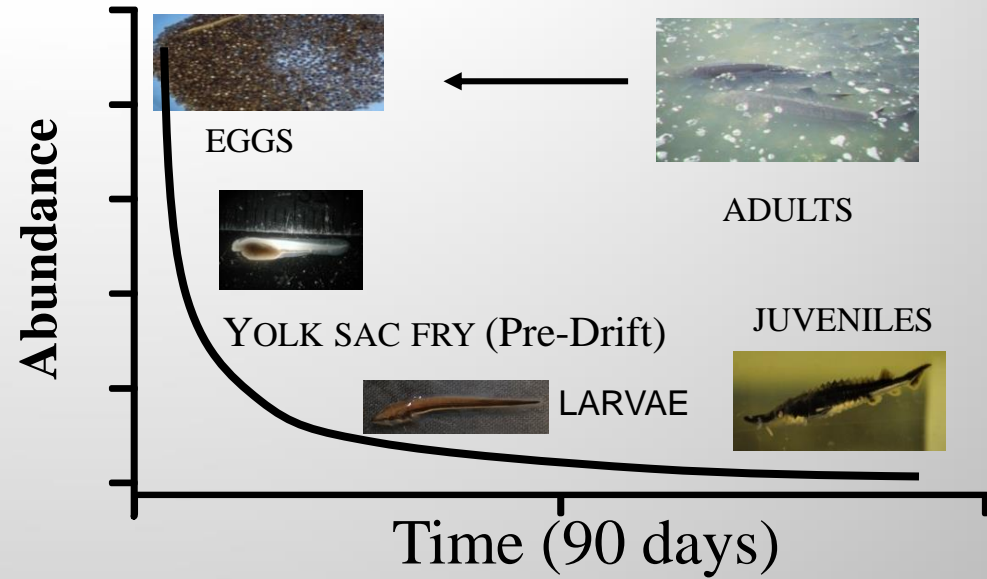 Abundance
EGGS
ADULTS
YOLK SAC FRY (Pre-Drift)
JUVENILES
LARVAE
Time (90 days)